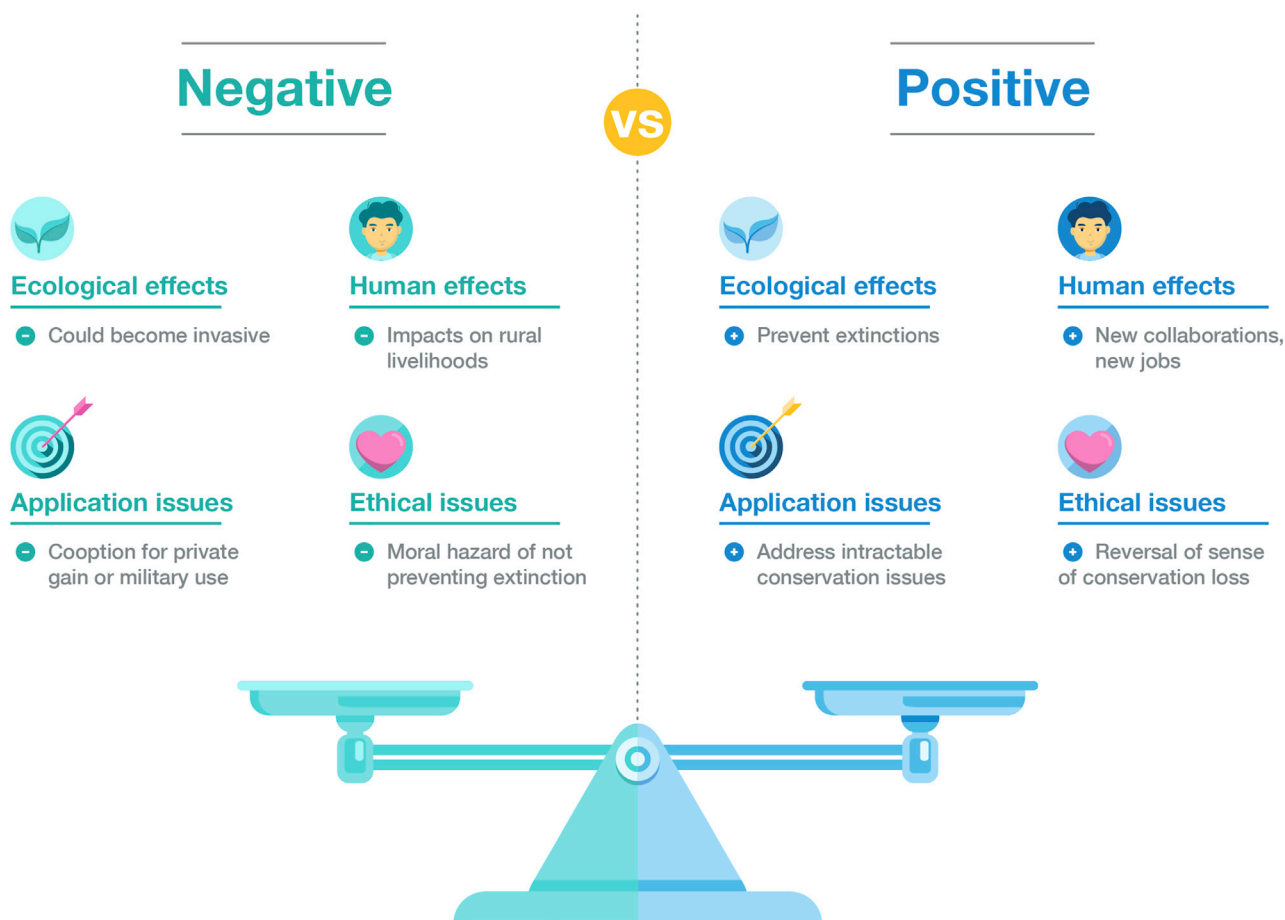 Negative
VS
Positive
Ecological effects
- Could become invasive
Human effects
- Impacts on rural
livelihoods
Application issues
- Cooption for private
gain or military use
Ethical issues
- Moral hazard of not
preventing extinction
Ecological effects
+ Prevent extinctions
Human effects
+ New collaborations,
new jobs
Application issues
+ Address intractable
conservation issues
Ethical issues
+ Reversal of sense
of conservation loss